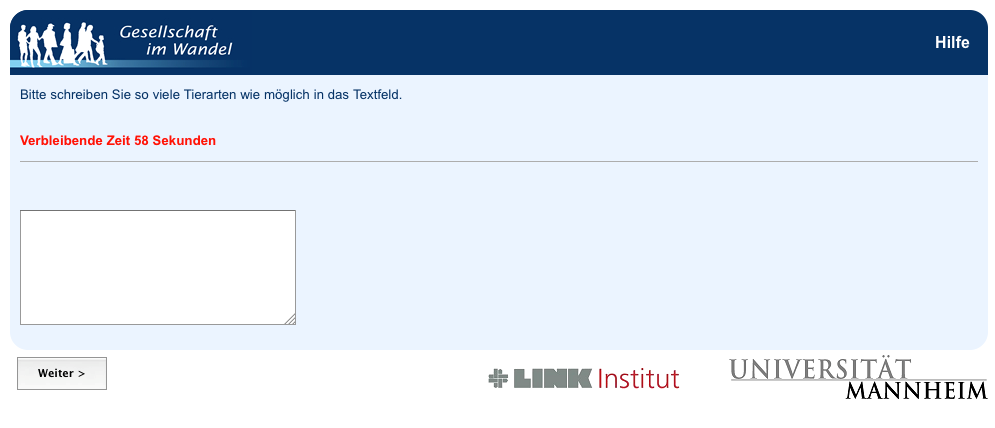 Gesellschaft
im Wandel
Hilfe
Bitte schreiben Sie so viele Tierarten wie möglich in das Textfeld.
Verbleibende Zeit 58 Sekunden
Weiter >
LINK Institut
UNIVERSITÄT
MANNHEIM